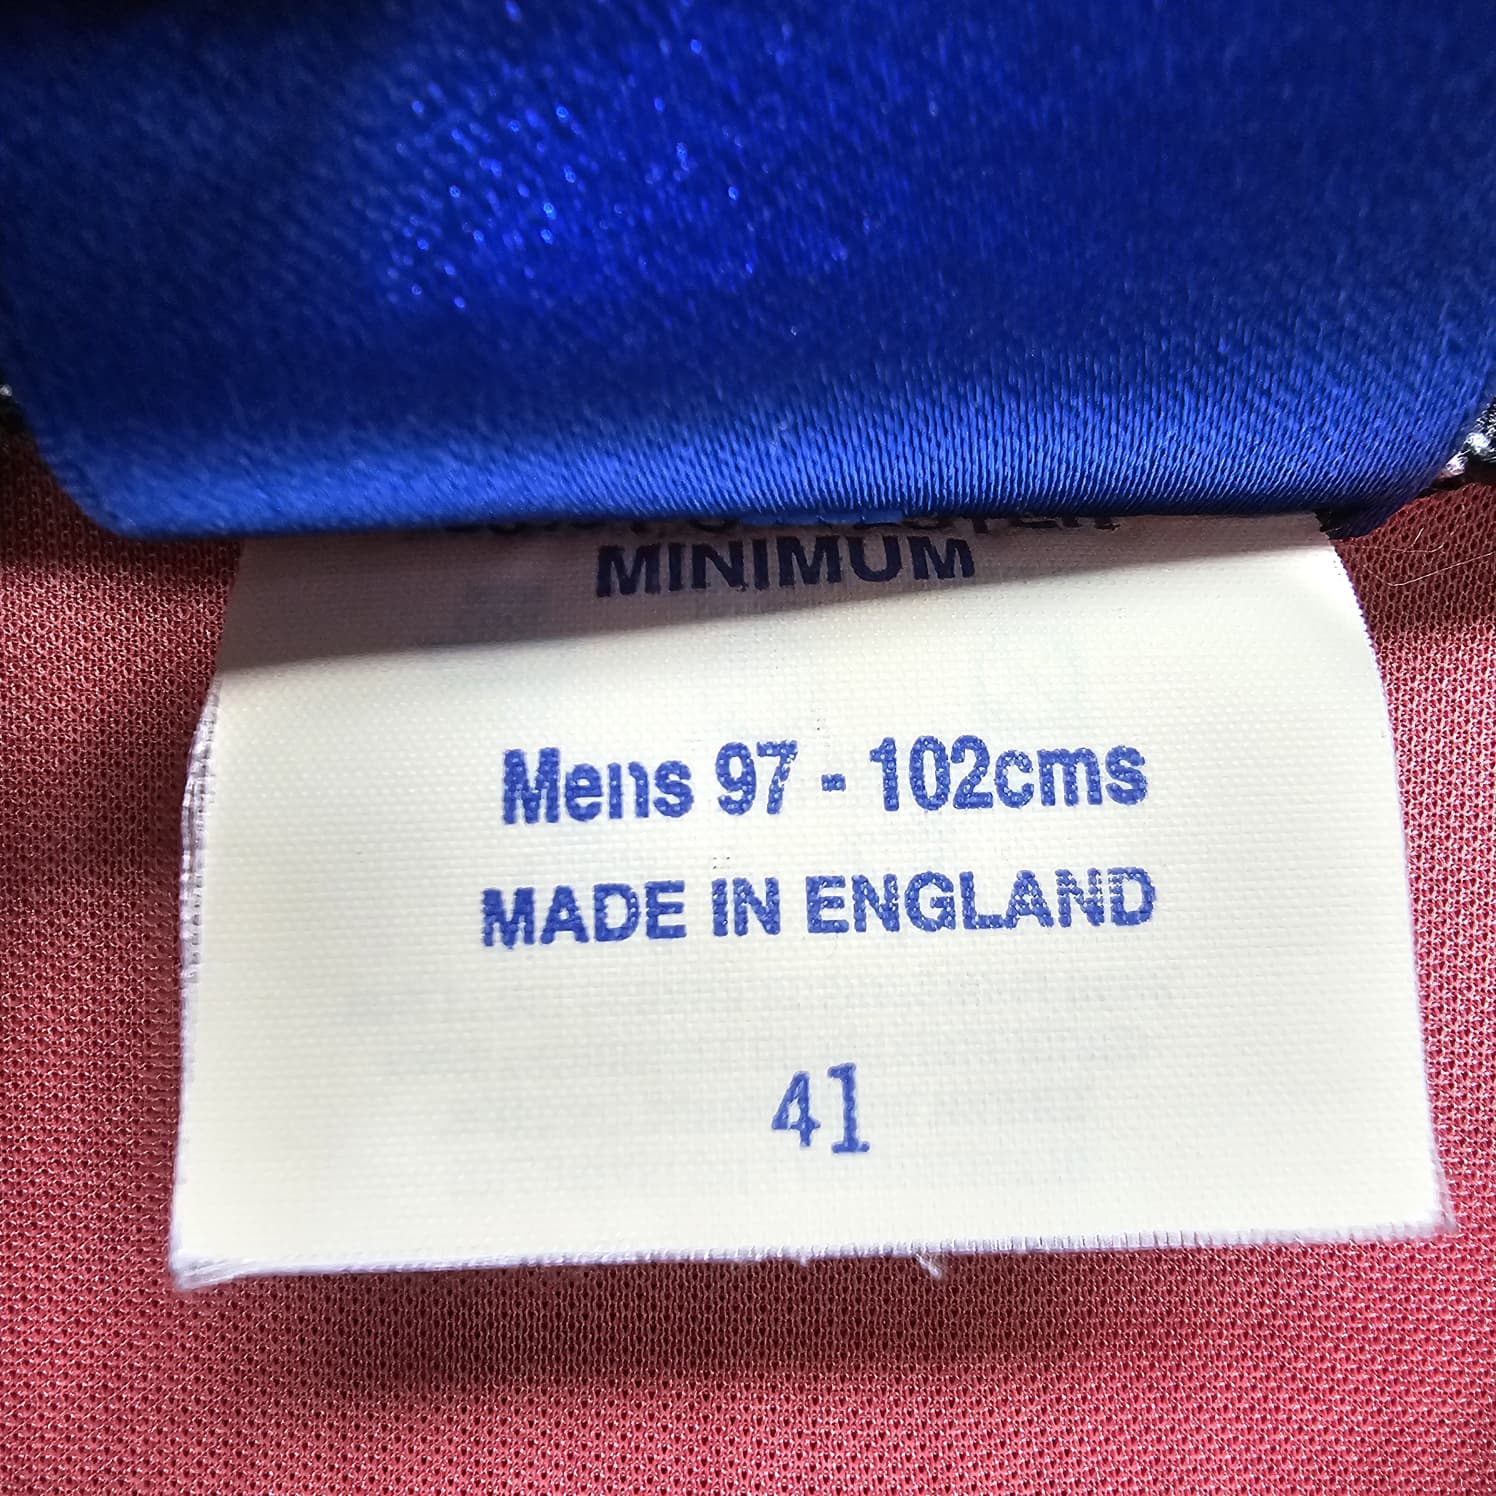 MINIMUM
Mens 97 - 102cms
MADE IN ENGLAND
41